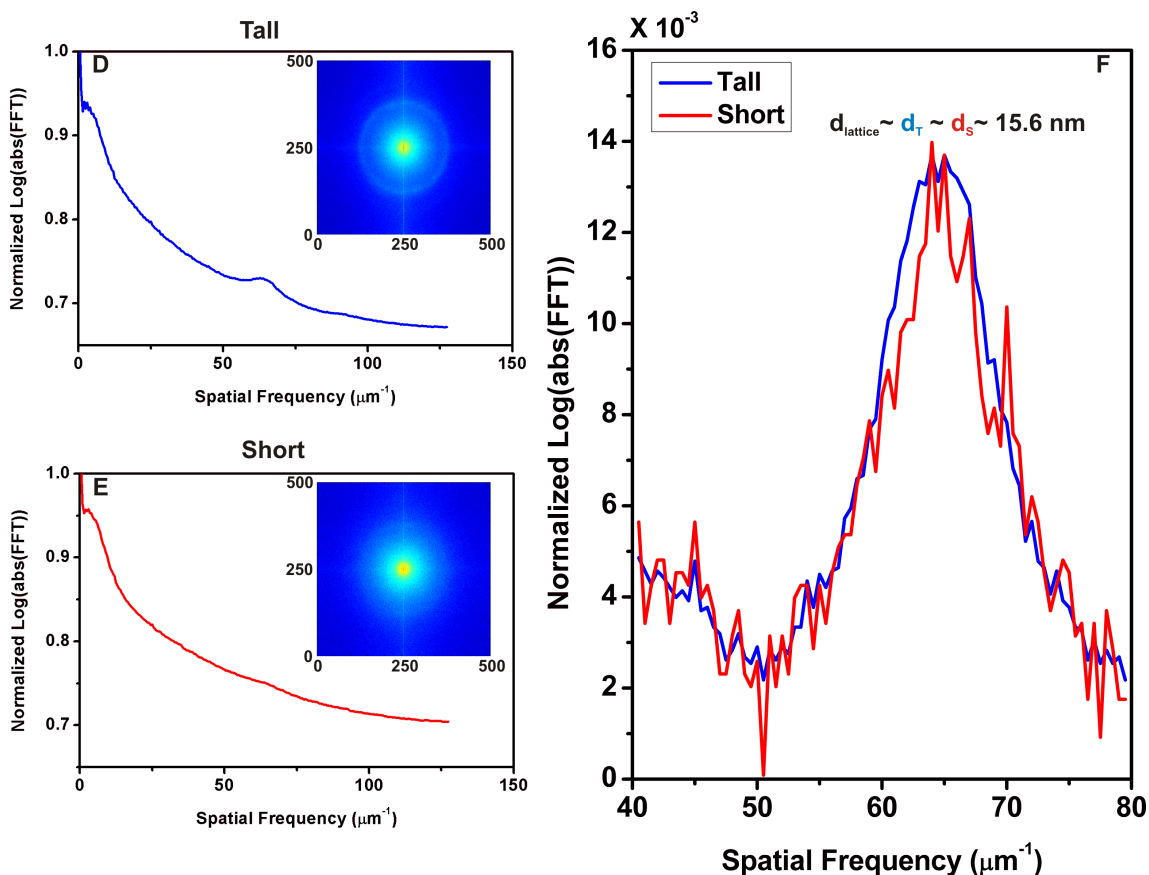 Tall
D
1.0
0.9
0.8
0.7
Normalized Log(abs(FFT))
0 50 100 150
Spatial Frequency (μm⁻¹)
500
250
0
0 250 500
Short
E
1.0
0.9
0.8
0.7
Normalized Log(abs(FFT))
0 50 100 150
Spatial Frequency (μm⁻¹)
500
250
0
0 250 500
X 10⁻³
F
Tall
Short
d_lattice ~ d_T ~ d_S ~ 15.6 nm
16
14
12
10
8
6
4
2
0
Normalized Log(abs(FFT))
40 50 60 70 80
Spatial Frequency (μm⁻¹)